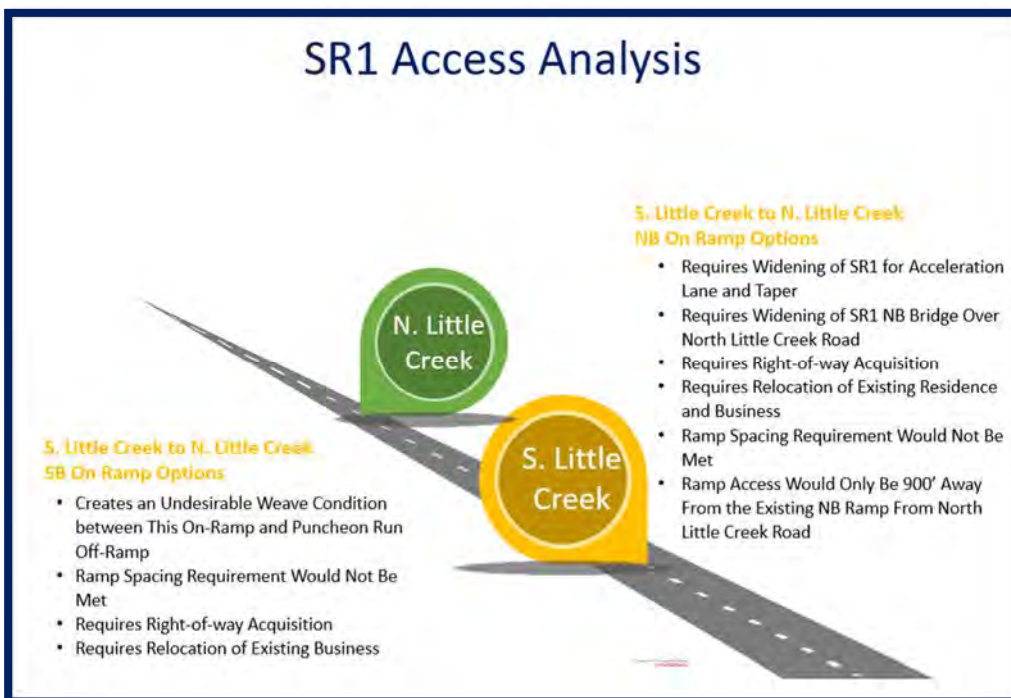 SR1 Access Analysis
S. Little Creek to N. Little Creek
NB On Ramp Options
• Requires Widening of SR1 for Acceleration
Lane and Taper
• Requires Widening of SR1 NB Bridge Over
North Little Creek Road
• Requires Right-of-way Acquisition
• Requires Relocation of Existing Residence
and Business
• Ramp Spacing Requirement Would Not Be
Met
• Ramp Access Would Only Be 900' Away
From the Existing NB Ramp From North
Little Creek Road
N. Little
Creek
S. Little
Creek
S. Little Creek to N. Little Creek
SB On Ramp Options
• Creates an Undesirable Weave Condition
between This On-Ramp and Puncheon Run
Off-Ramp
• Ramp Spacing Requirement Would Not Be
Met
• Requires Right-of-way Acquisition
• Requires Relocation of Existing Business